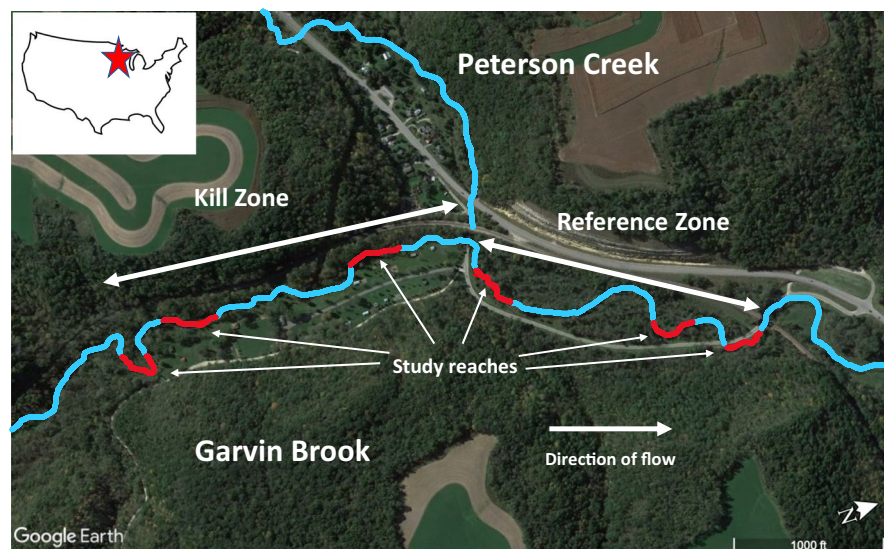 Peterson Creek
Kill Zone
Reference Zone
Study reaches
Garvin Brook
Direction of flow
N
Google Earth
1000 ft